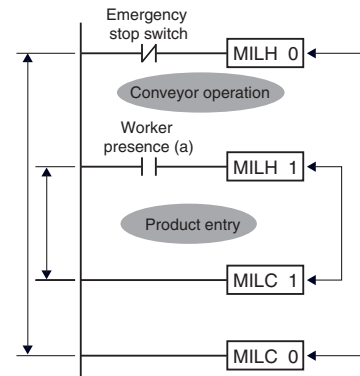 Emergency
stop switch
MILH 0
Conveyor operation
Worker
presence (a)
MILH 1
Product entry
MILC 1
MILC 0